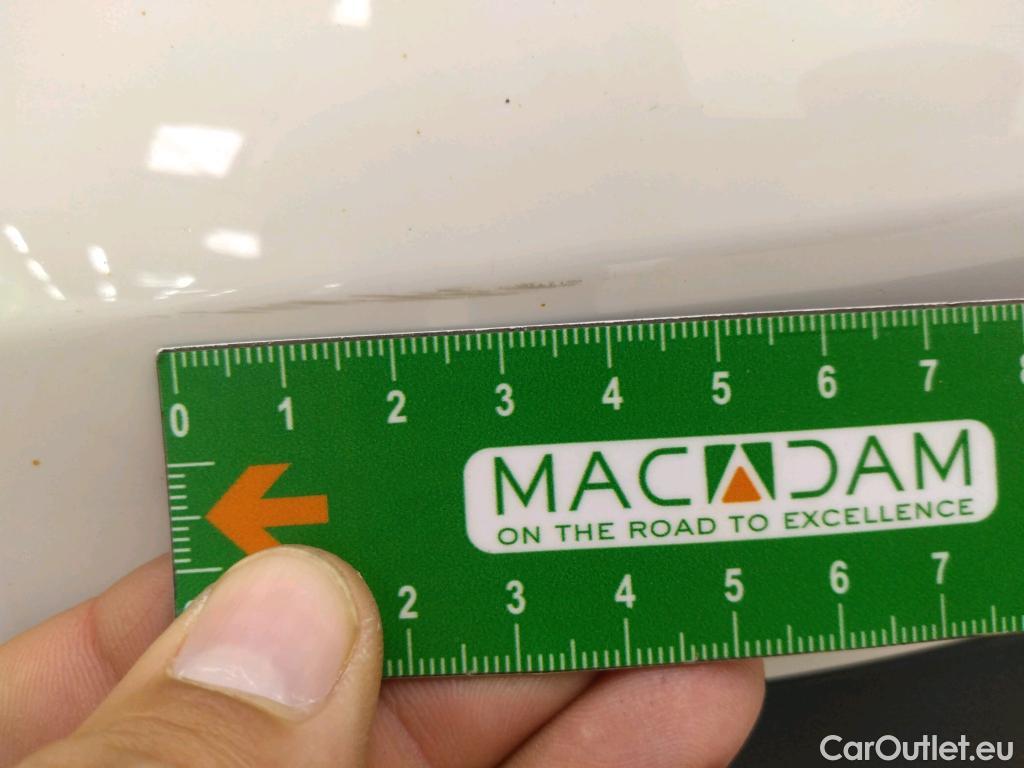 0 1 2 3 4 5 6 7
MACADAM
ON THE ROAD TO EXCELLENCE
2 3 4 5 6 7
CarOutlet.eu